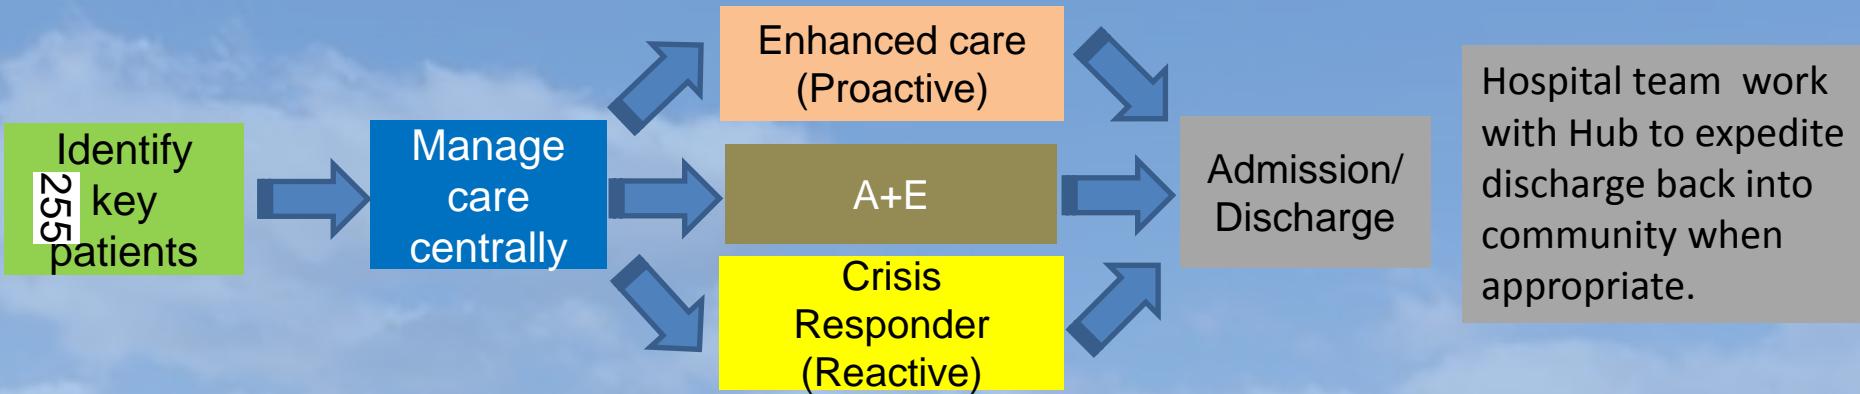 Identify
key
patients
255
Manage
care
centrally
Enhanced care
(Proactive)
A+E
Crisis
Responder
(Reactive)
Admission/
Discharge
Hospital team work
with Hub to expedite
discharge back into
community when
appropriate.